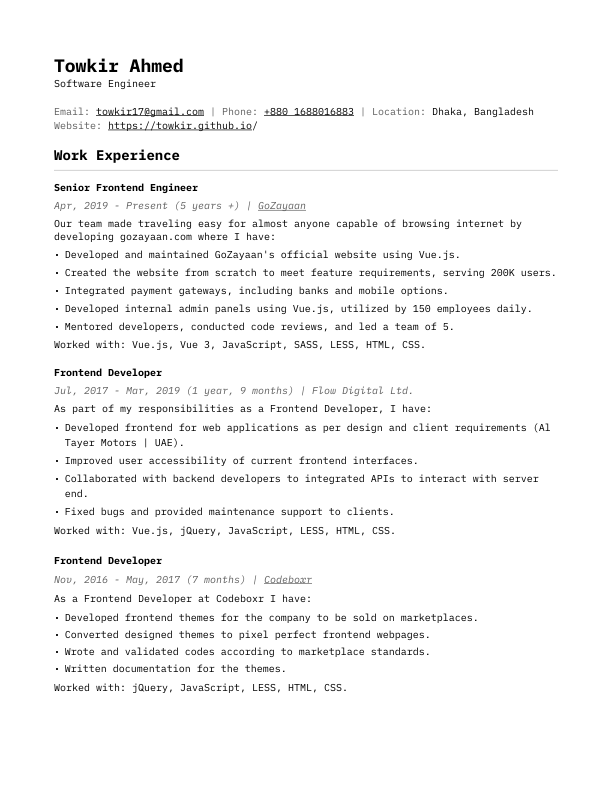 Towkir Ahmed
Software Engineer
Email: towkir17@gmail.com | Phone: +880 1688016883 | Location: Dhaka, Bangladesh
Website: https://towkir.github.io/
Work Experience
Senior Frontend Engineer
Apr, 2019 - Present (5 years +) | GoZayaan
Our team made traveling easy for almost anyone capable of browsing internet by
developing gozayaan.com where I have:
• Developed and maintained GoZayaan's official website using Vue.js.
• Created the website from scratch to meet feature requirements, serving 200K users.
• Integrated payment gateways, including banks and mobile options.
• Developed internal admin panels using Vue.js, utilized by 150 employees daily.
• Mentored developers, conducted code reviews, and led a team of 5.
Worked with: Vue.js, Vue 3, JavaScript, SASS, LESS, HTML, CSS.
Frontend Developer
Jul, 2017 - Mar, 2019 (1 year, 9 months) | Flow Digital Ltd.
As part of my responsibilities as a Frontend Developer, I have:
• Developed frontend for web applications as per design and client requirements (Al
Tayer Motors | UAE).
• Improved user accessibility of current frontend interfaces.
• Collaborated with backend developers to integrated APIs to interact with server
end.
• Fixed bugs and provided maintenance support to clients.
Worked with: Vue.js, jQuery, JavaScript, LESS, HTML, CSS.
Frontend Developer
Nov, 2016 - May, 2017 (7 months) | Codeboxr
As a Frontend Developer at Codeboxr I have:
• Developed frontend themes for the company to be sold on marketplaces.
• Converted designed themes to pixel perfect frontend webpages.
• Wrote and validated codes according to marketplace standards.
• Written documentation for the themes.
Worked with: jQuery, JavaScript, LESS, HTML, CSS.